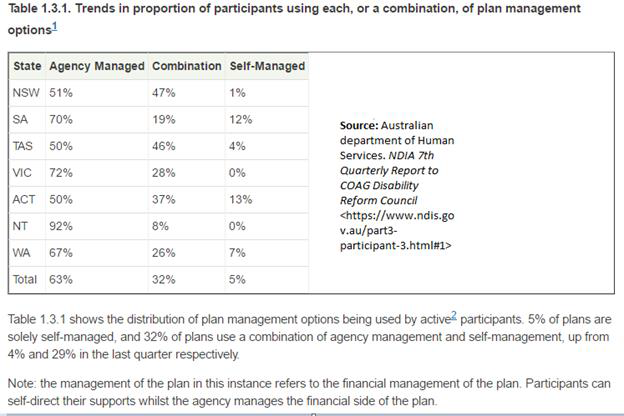 Table 1.3.1. Trends in proportion of participants using each, or a combination, of plan management
options1
State Agency Managed Combination Self-Managed
NSW 51% 47% 1%
SA 70% 19% 12%
TAS 50% 46% 4%
VIC 72% 28% 0%
ACT 50% 37% 13%
NT 92% 8% 0%
WA 67% 26% 7%
Total 63% 32% 5%
Source: Australian
department of Human
Services. NDIA 7th
Quarterly Report to
COAG Disability
Reform Council
<https://www.ndis.go
v.au/part3-
participant-3.html#1>
Table 1.3.1 shows the distribution of plan management options being used by active2 participants. 5% of plans are
solely self-managed, and 32% of plans use a combination of agency management and self-management, up from
4% and 29% in the last quarter respectively.
Note: the management of the plan in this instance refers to the financial management of the plan. Participants can
self-direct their supports whilst the agency manages the financial side of the plan.